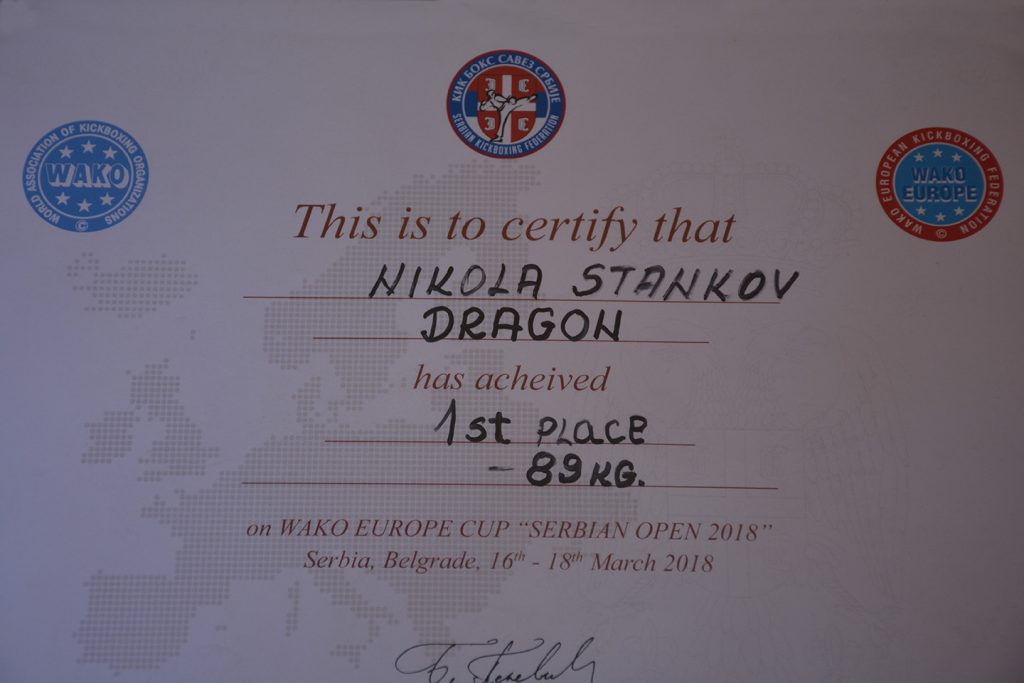 КИК БОКС САВЕЗ СРБИЈЕ
SERBIAN KICKBOXING FEDERATION
WORLD ASSOCIATION OF KICKBOXING ORGANIZATIONS
WAKO
©
WAKO EUROPEAN KICKBOXING FEDERATION
WAKO
EUROPE
©
This is to certify that
NIKOLA STANKOV
DRAGON
has acheived
1st PLACE
- 89 KG.
on WAKO EUROPE CUP “SERBIAN OPEN 2018”
Serbia, Belgrade, 16th - 18th March 2018